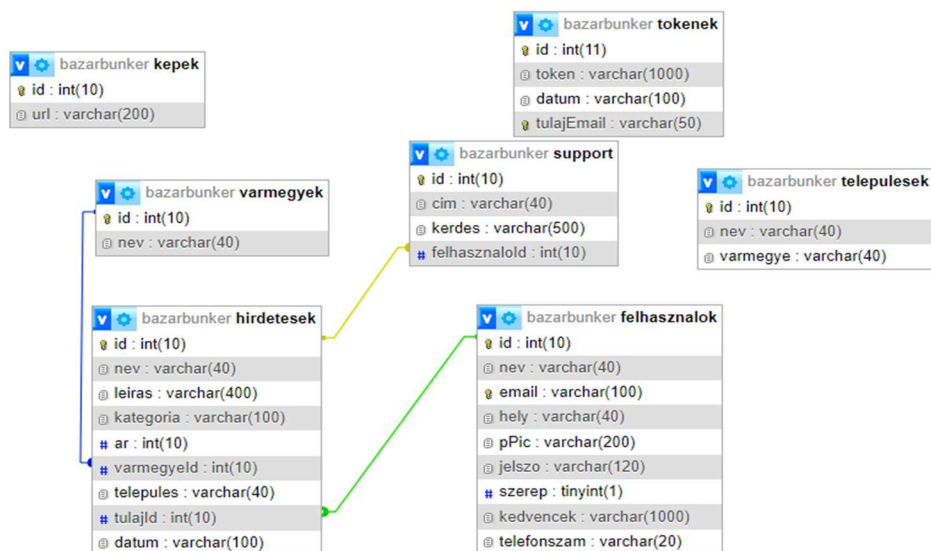 bazarbunker kepek
id : int(10)
url : varchar(200)
bazarbunker tokenek
id : int(11)
token : varchar(1000)
datum : varchar(100)
tulajEmail : varchar(50)
bazarbunker support
id : int(10)
cim : varchar(40)
kerdes : varchar(500)
# felhasznaloId : int(10)
bazarbunker varmegyek
id : int(10)
nev : varchar(40)
bazarbunker telepulesek
id : int(10)
nev : varchar(40)
varmegye : varchar(40)
bazarbunker hirdetesek
id : int(10)
nev : varchar(40)
leiras : varchar(400)
kategoria : varchar(100)
# ar : int(10)
# varmegyeId : int(10)
telepules : varchar(40)
# tulajId : int(10)
datum : varchar(100)
bazarbunker felhasznalok
id : int(10)
nev : varchar(40)
email : varchar(100)
hely : varchar(40)
pPic : varchar(200)
jelszo : varchar(120)
# szerep : tinyint(1)
kedvencek : varchar(1000)
telefonszam : varchar(20)